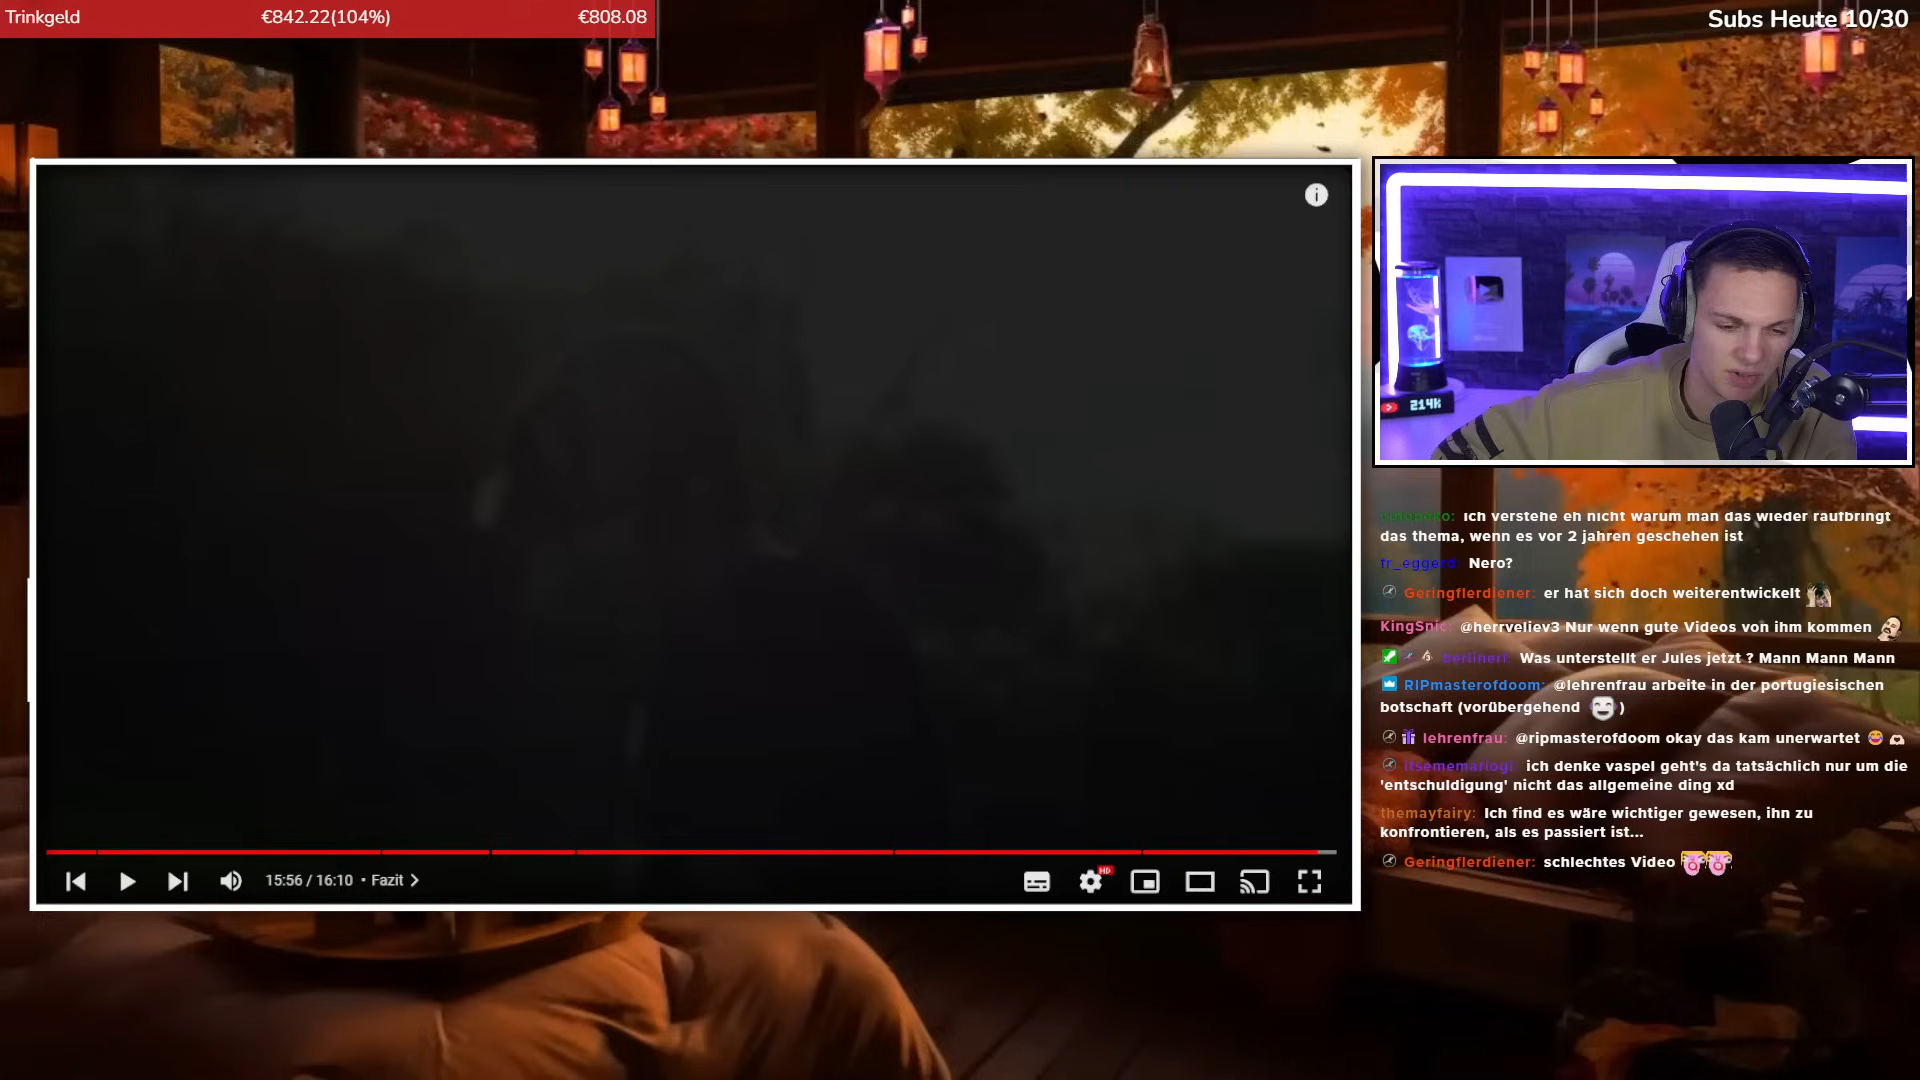 Trinkgeld €842.22(104%) €808.08
Subs Heute 10/30
i
214K
ich verstehe eh nicht warum man das wieder raufbringt
das thema, wenn es vor 2 jahren geschehen ist
Nero?
Geringflerdiener: er hat sich doch weiterentwickelt
@herrveliev3 Nur wenn gute Videos von ihm kommen
Was unterstellt er Jules jetzt ? Mann Mann Mann
RIPmasterofdoom: @lehrenfrau arbeite in der portugiesischen
botschaft (vorübergehend )
lehrenfrau: @ripmasterofdoom okay das kam unerwartet
ich denke vaspel geht's da tatsächlich nur um die
'entschuldigung' nicht das allgemeine ding xd
themayfairy: Ich find es wäre wichtiger gewesen, ihn zu
konfrontieren, als es passiert ist...
Geringflerdiener: schlechtes Video
15:56 / 16:10 • Fazit
HD